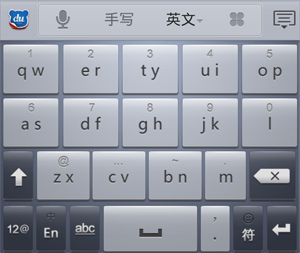 du 手写 英文
1 2 3 4 5
qw er ty ui op
6 7 8 9 0
as df gh jk l
@ ... ~ .
zx cv bn m
中 ,
12@ En abc . 符